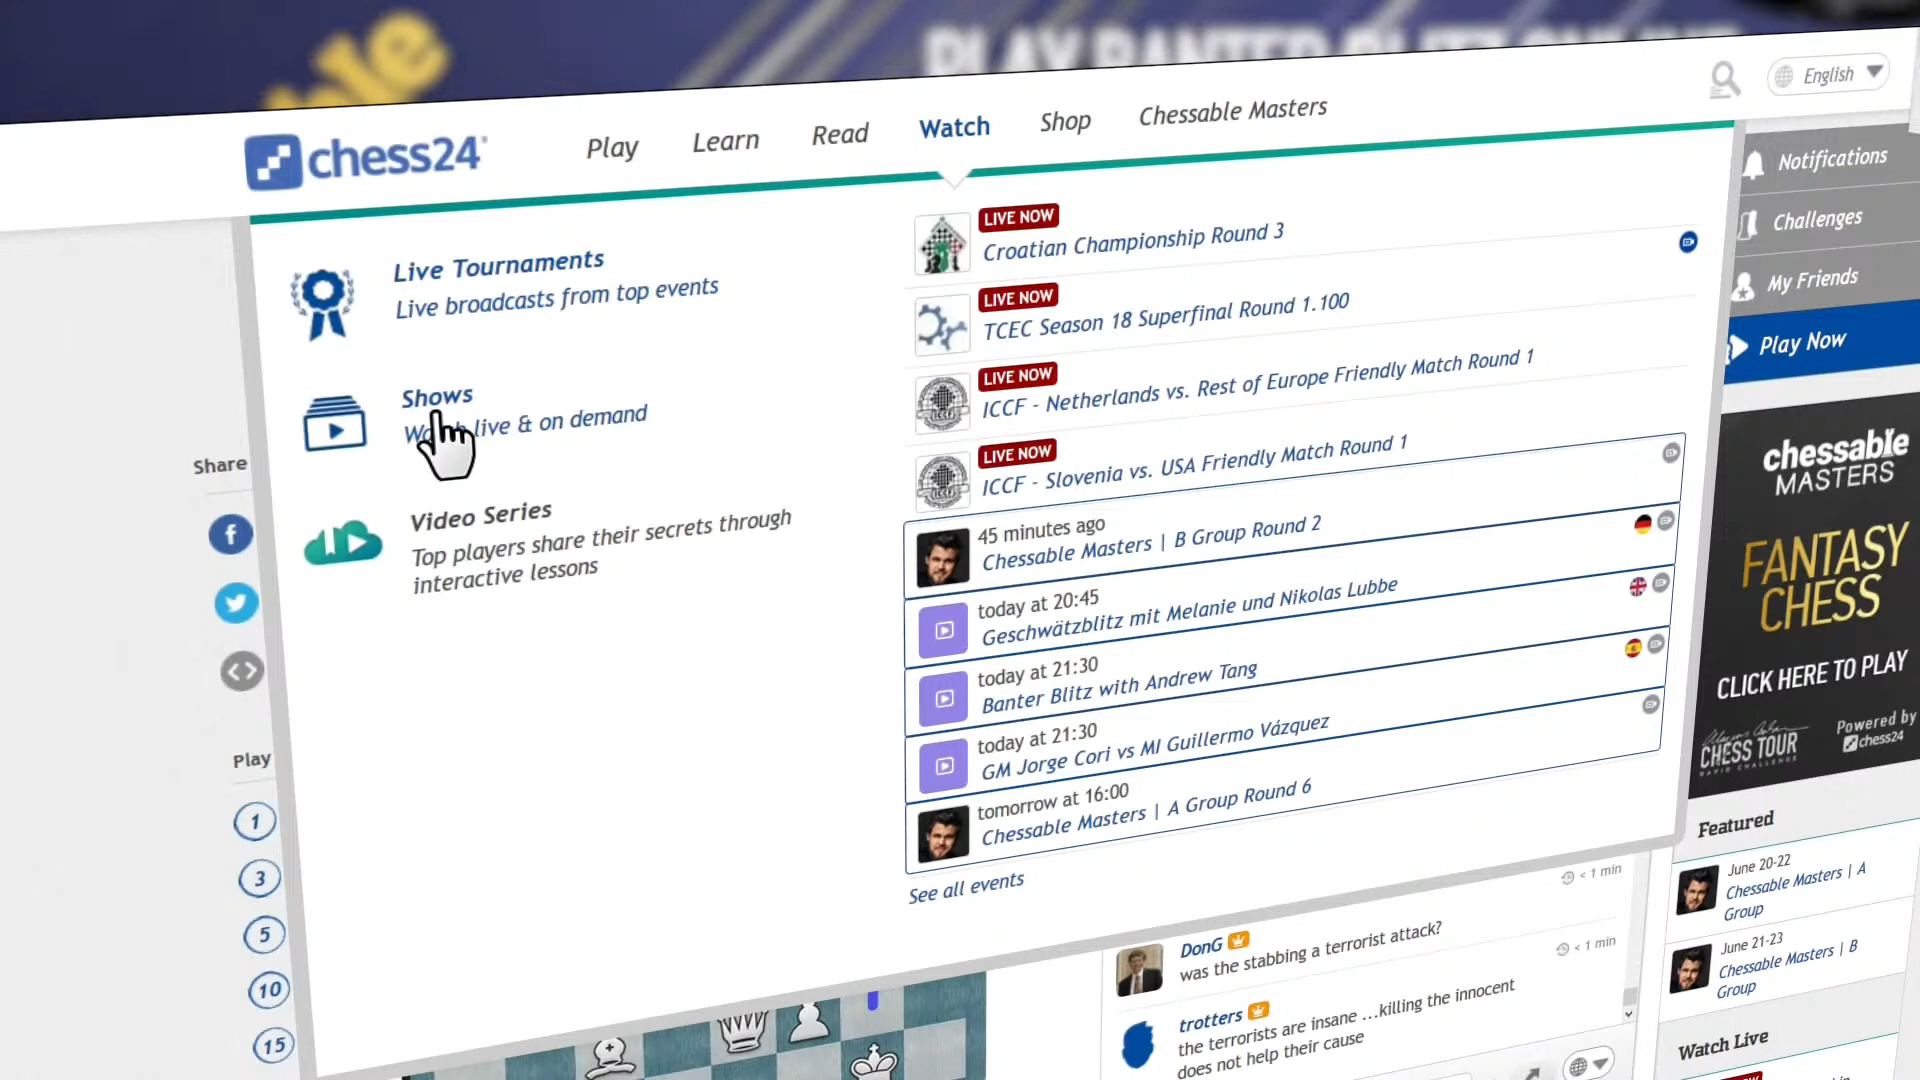 PLAY BANTER BLITZ
English
chess24
Play
Learn
Read
Watch
Shop
Chessable Masters
Notifications
Challenges
My Friends
Play Now
Live Tournaments
Live broadcasts from top events
Shows
live & on demand
Video Series
Top players share their secrets through
interactive lessons
LIVE NOW
Croatian Championship Round 3
LIVE NOW
TCEC Season 18 Superfinal Round 1.100
LIVE NOW
ICCF - Netherlands vs. Rest of Europe Friendly Match Round 1
LIVE NOW
ICCF - Slovenia vs. USA Friendly Match Round 1
45 minutes ago
Chessable Masters | B Group Round 2
today at 20:45
Geschwätzblitz mit Melanie und Nikolas Lubbe
today at 21:30
Banter Blitz with Andrew Tang
today at 21:30
GM Jorge Cori vs MI Guillermo Vázquez
tomorrow at 16:00
Chessable Masters | A Group Round 6
See all events
Share
Play
1
3
5
10
15
< 1 min
DonG
was the stabbing a terrorist attack?
< 1 min
trotters
the terrorists are insane ...killing the innocent
does not help their cause
chessable
MASTERS
FANTASY
CHESS
CLICK HERE TO PLAY
CHESS TOUR
RAPID CHALLENGE
Powered by
chess24
Featured
June 20-22
Chessable Masters | A
Group
June 21-23
Chessable Masters | B
Group
Watch Live